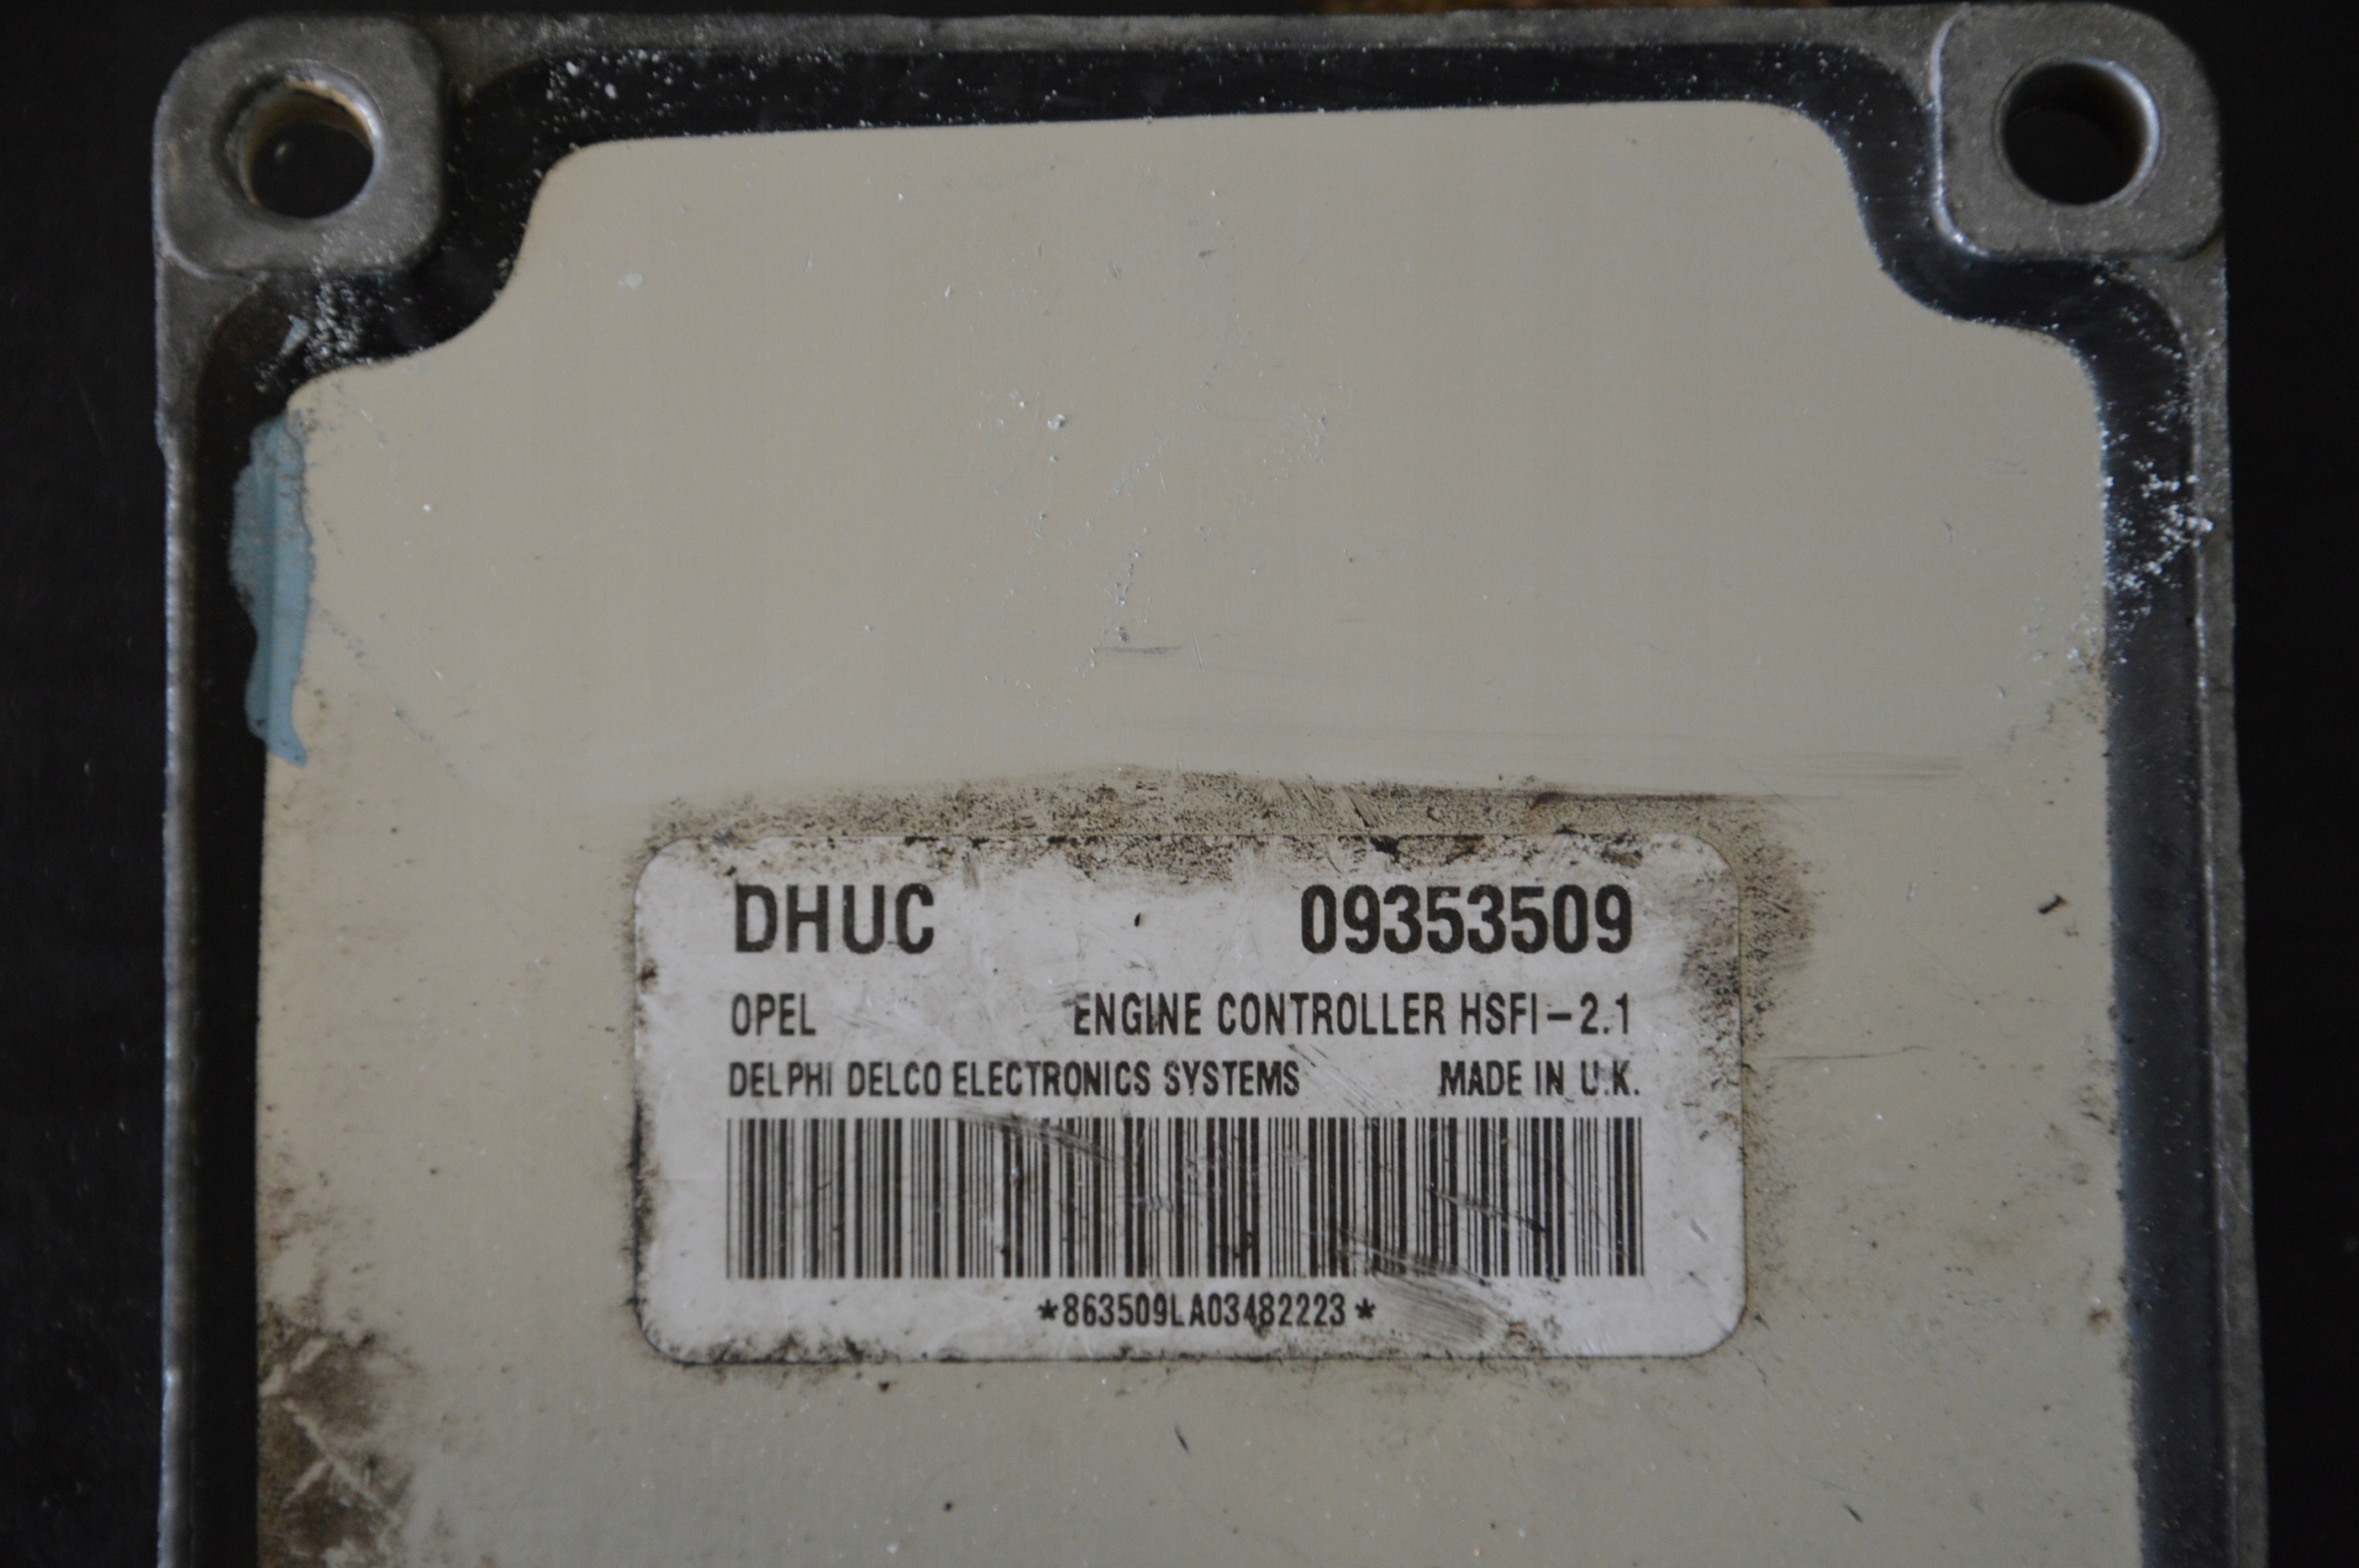 DHUC 09353509
OPEL ENGINE CONTROLLER HSFI-2.1
DELPHI DELCO ELECTRONICS SYSTEMS MADE IN U.K.
*863509LA03482223*